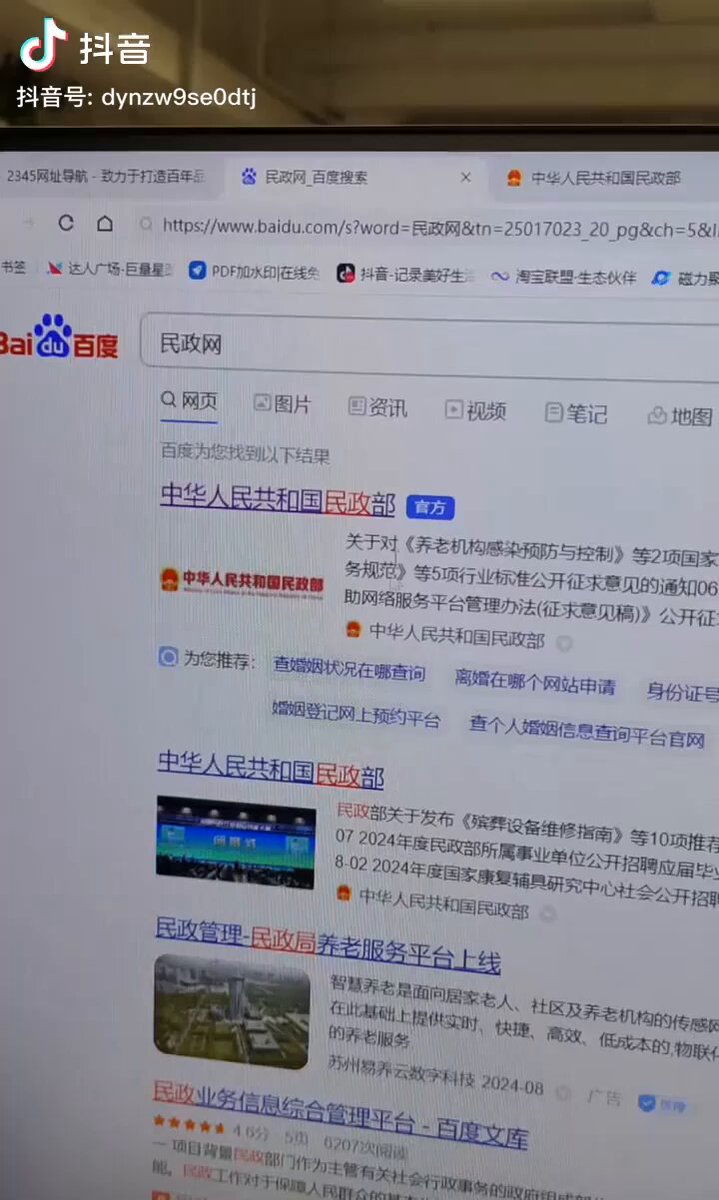 抖音
抖音号: dynzw9se0dtj
2345网址导航 - 致力于打造百年品
民政网_百度搜索
中华人民共和国民政部
https://www.baidu.com/s?word=民政网&tn=25017023_20_pg&ch=5&
书签 达人广场-巨量星 PDF加水印|在线免 抖音-记录美好生 淘宝联盟·生态伙伴 磁力聚
Bai du 百度
民政网
网页 图片 资讯 视频 笔记 地图
百度为您找到以下结果
中华人民共和国民政部 官方
关于对《养老机构感染预防与控制》等2项国家
务规范》等5项行业标准公开征求意见的通知06
助网络服务平台管理办法(征求意见稿)》公开征
中华人民共和国民政部
中华人民共和国民政部
为您推荐: 查婚姻状况在哪查询 离婚在哪个网站申请 身份证号
婚姻登记网上预约平台 查个人婚姻信息查询平台官网
中华人民共和国民政部
民政部关于发布《殡葬设备维修指南》等10项推荐
07 2024年度民政部所属事业单位公开招聘应届毕业
8-02 2024年度国家康复辅具研究中心社会公开招聘
中华人民共和国民政部
民政管理-民政局养老服务平台上线
智慧养老是面向居家老人、社区及养老机构的传感网
在此基础上提供实时、快捷、高效、低成本的,物联化
的养老服务
苏州易养云数字科技 2024-08 广告 保障
民政业务信息综合管理平台 - 百度文库
4.6分 5页 6207次阅读
一 项目背景民政部门作为主管有关社会行政事务的政府组成部
能。民政工作对于保障人民群众的基本